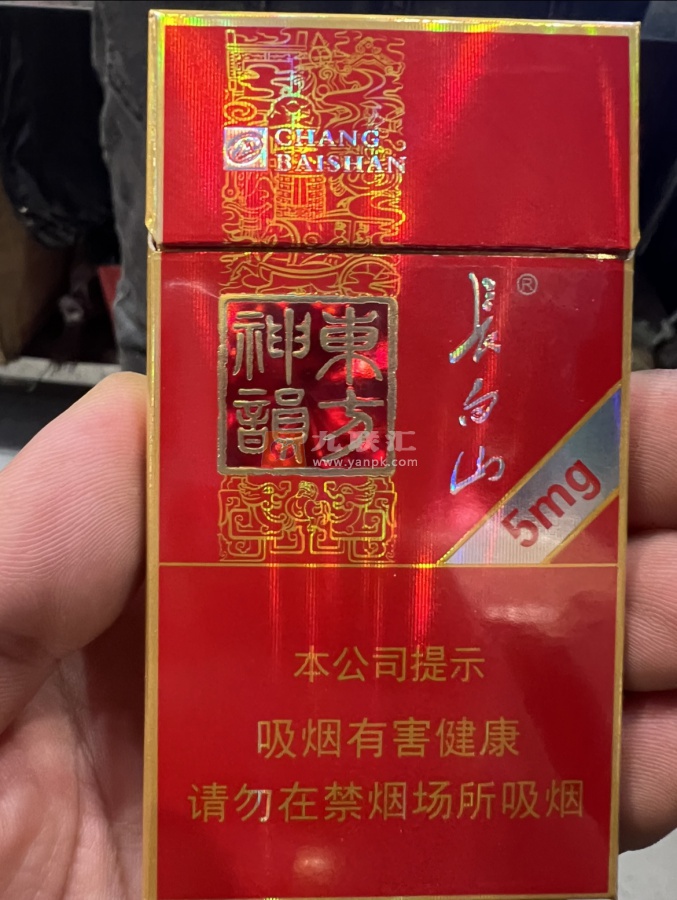 CHANG
BAISHAN
東方
神韻
長白山®
5mg
九联汇
www.yanpk.com
本公司提示
吸烟有害健康
请勿在禁烟场所吸烟